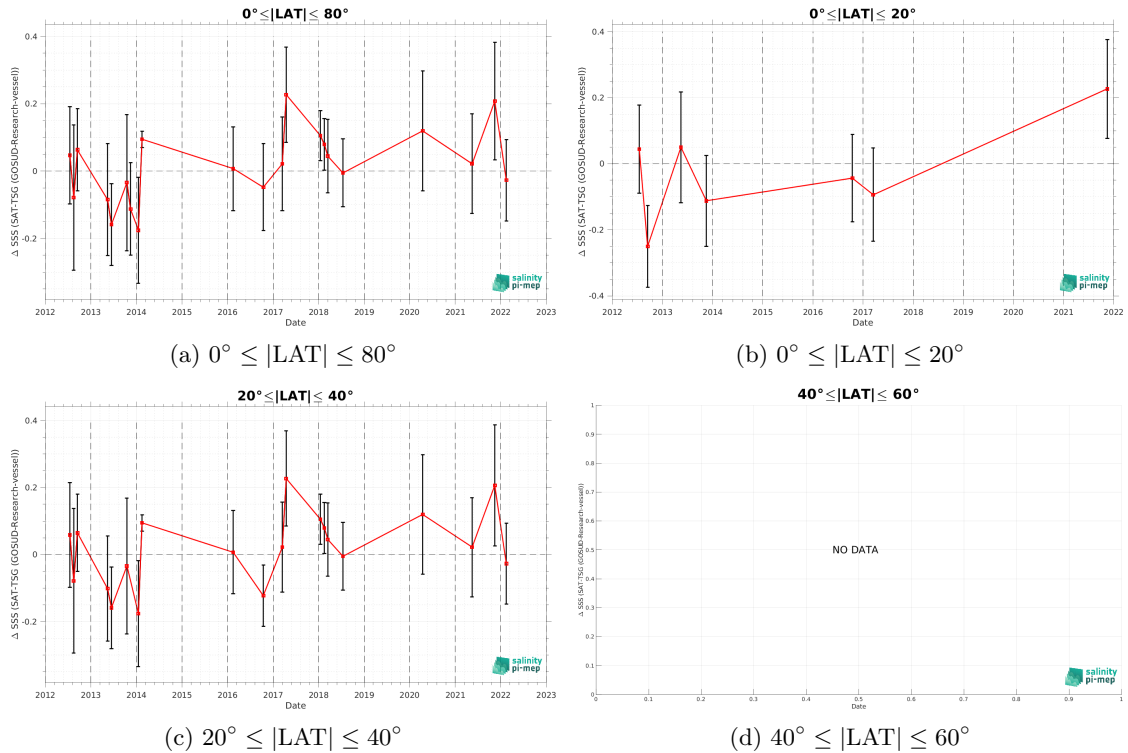 0°≤|LAT|≤ 80°
Δ SSS (SAT-TSG (GOSUD-Research-vessel))
0.4
0.2
0
-0.2
2012 2013 2014 2015 2016 2017 2018 2019 2020 2021 2022 2023
Date
salinity
pi-mep
(a) 0° ≤ |LAT| ≤ 80°
0°≤|LAT|≤ 20°
Δ SSS (SAT-TSG (GOSUD-Research-vessel))
0.4
0.2
0
-0.2
-0.4
2012 2013 2014 2015 2016 2017 2018 2019 2020 2021 2022
Date
salinity
pi-mep
(b) 0° ≤ |LAT| ≤ 20°
20°≤|LAT|≤ 40°
Δ SSS (SAT-TSG (GOSUD-Research-vessel))
0.4
0.2
0
-0.2
2012 2013 2014 2015 2016 2017 2018 2019 2020 2021 2022 2023
Date
salinity
pi-mep
(c) 20° ≤ |LAT| ≤ 40°
40°≤|LAT|≤ 60°
Δ SSS (SAT-TSG (GOSUD-Research-vessel))
1
0.9
0.8
0.7
0.6
0.5
0.4
0.3
0.2
0.1
0
NO DATA
0 0.1 0.2 0.3 0.4 0.5 0.6 0.7 0.8 0.9 1
Date
salinity
pi-mep
(d) 40° ≤ |LAT| ≤ 60°